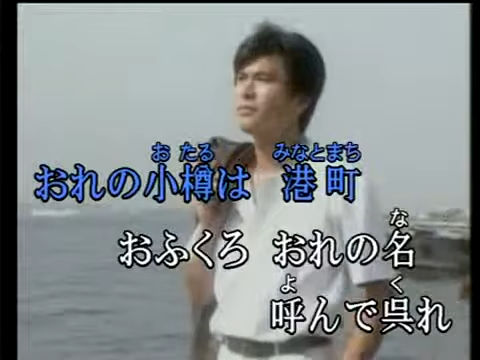 おたる みなとまち
おれの小樽は 港町
な
おふくろ おれの名
よ く
呼んで呉れ